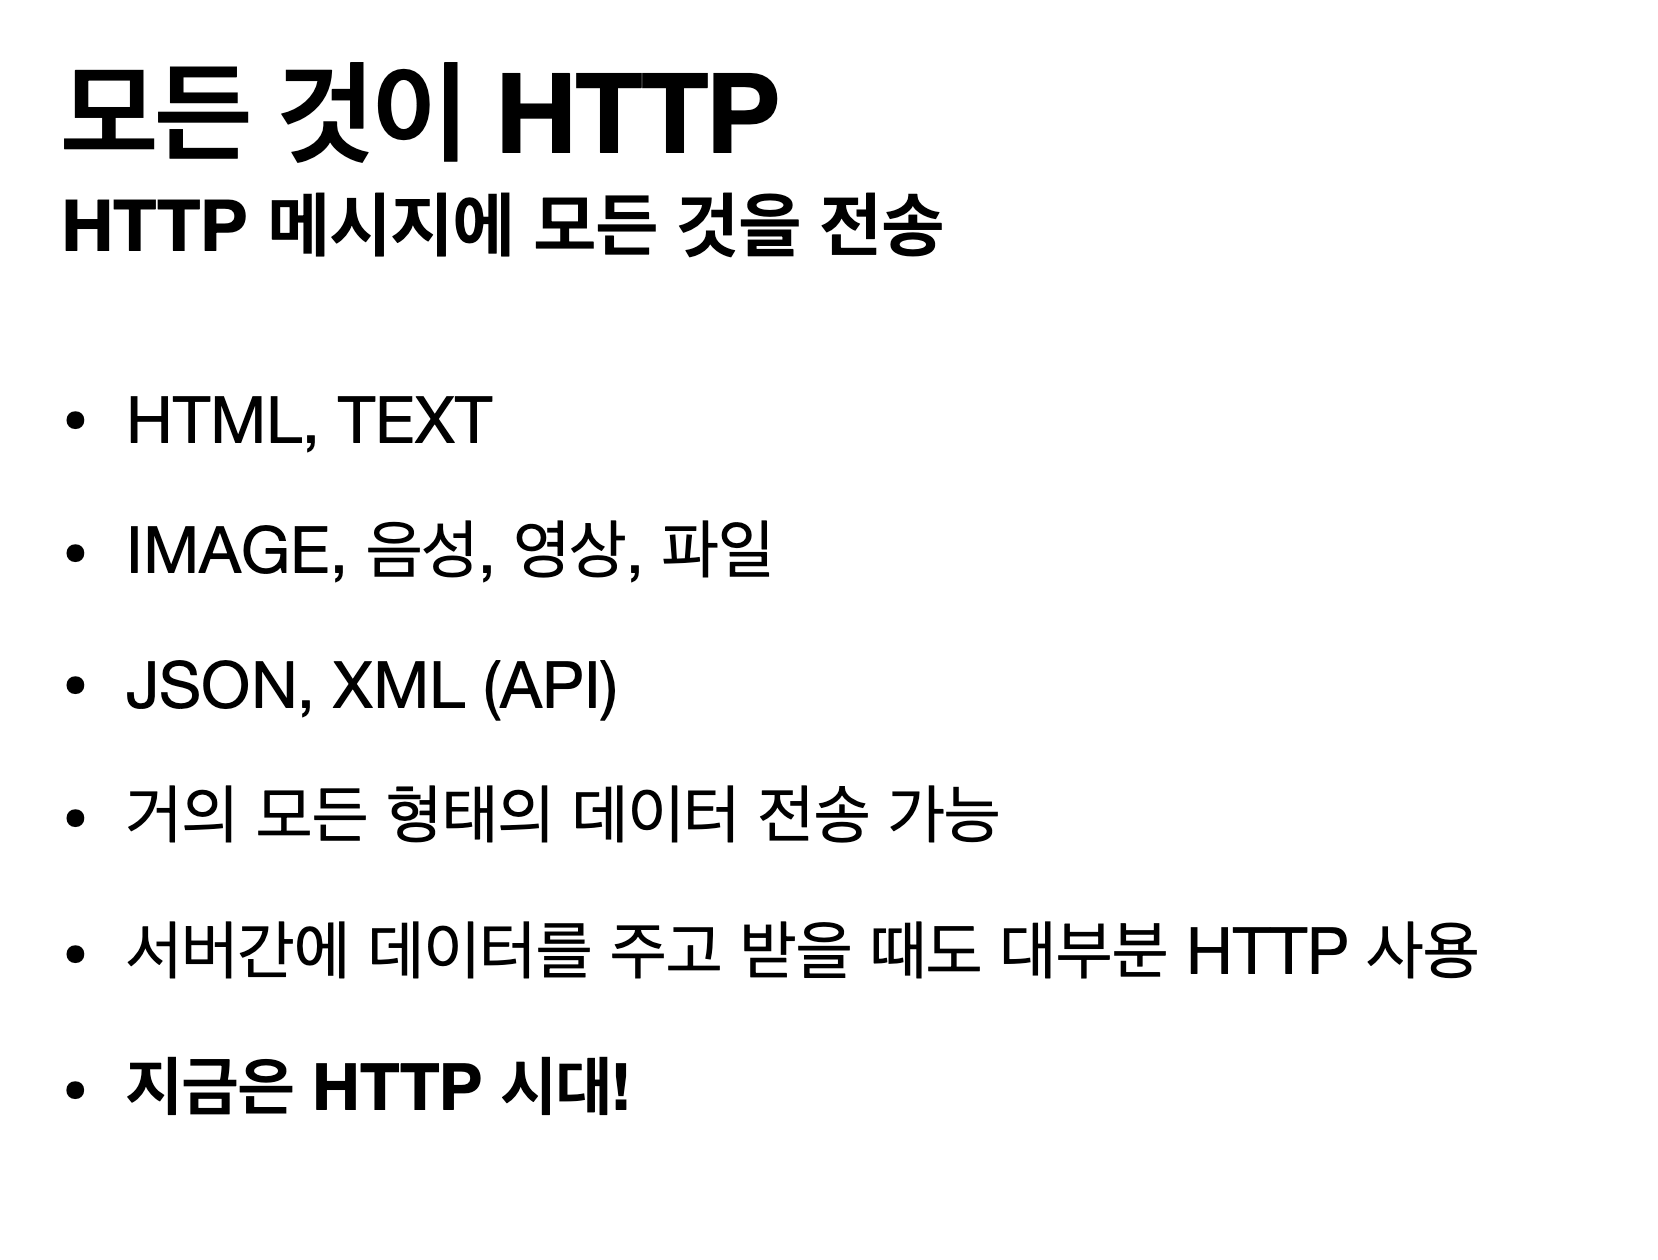 모든 것이 HTTP
HTTP 메시지에 모든 것을 전송
• HTML, TEXT
• IMAGE, 음성, 영상, 파일
• JSON, XML (API)
• 거의 모든 형태의 데이터 전송 가능
• 서버간에 데이터를 주고 받을 때도 대부분 HTTP 사용
• 지금은 HTTP 시대!